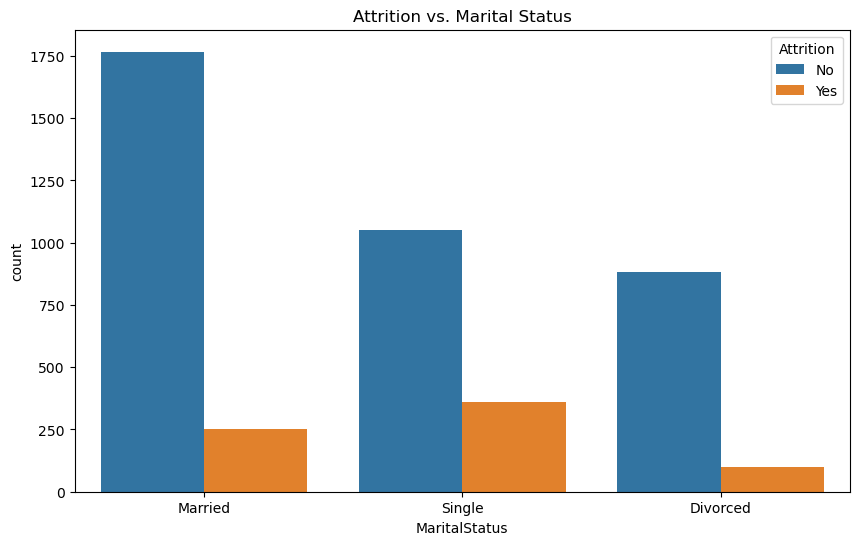 Attrition vs. Marital Status
Attrition
No
Yes
count
1750
1500
1250
1000
750
500
250
0
Married
Single
Divorced
MaritalStatus